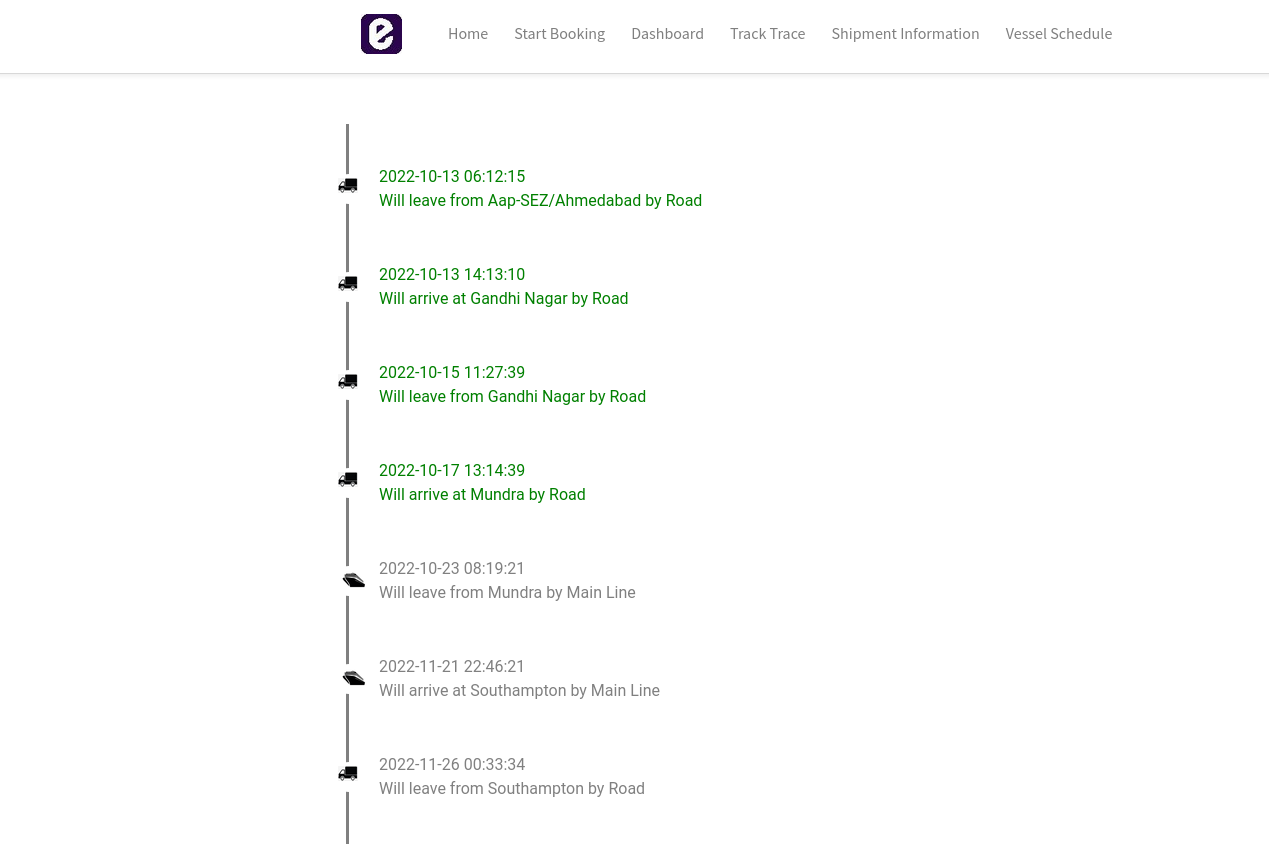 e
Home
Start Booking
Dashboard
Track Trace
Shipment Information
Vessel Schedule
2022-10-13 06:12:15
Will leave from Aap-SEZ/Ahmedabad by Road
2022-10-13 14:13:10
Will arrive at Gandhi Nagar by Road
2022-10-15 11:27:39
Will leave from Gandhi Nagar by Road
2022-10-17 13:14:39
Will arrive at Mundra by Road
2022-10-23 08:19:21
Will leave from Mundra by Main Line
2022-11-21 22:46:21
Will arrive at Southampton by Main Line
2022-11-26 00:33:34
Will leave from Southampton by Road